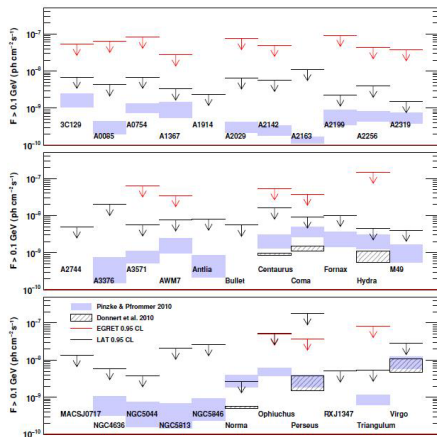 F > 0.1 GeV (ph cm⁻² s⁻¹)
10⁻⁷
10⁻⁸
10⁻⁹
10⁻¹⁰
3C129 A0754 A1914 A2142 A2199 A2319
A0085 A1367 A2029 A2163 A2256
F > 0.1 GeV (ph cm⁻² s⁻¹)
10⁻⁷
10⁻⁸
10⁻⁹
10⁻¹⁰
A2744 A3571 Antlia Centaurus Fornax M49
A3376 AWM7 Bullet Coma Hydra
F > 0.1 GeV (ph cm⁻² s⁻¹)
10⁻⁷
10⁻⁸
10⁻⁹
10⁻¹⁰
Pinzke & Pfrommer 2010
Donnert et al. 2010
EGRET 0.95 CL
LAT 0.95 CL
MACSJ0717 NGC5044 NGC5846 Ophiuchus RXJ1347 Virgo
NGC4636 NGC5813 Norma Perseus Triangulum